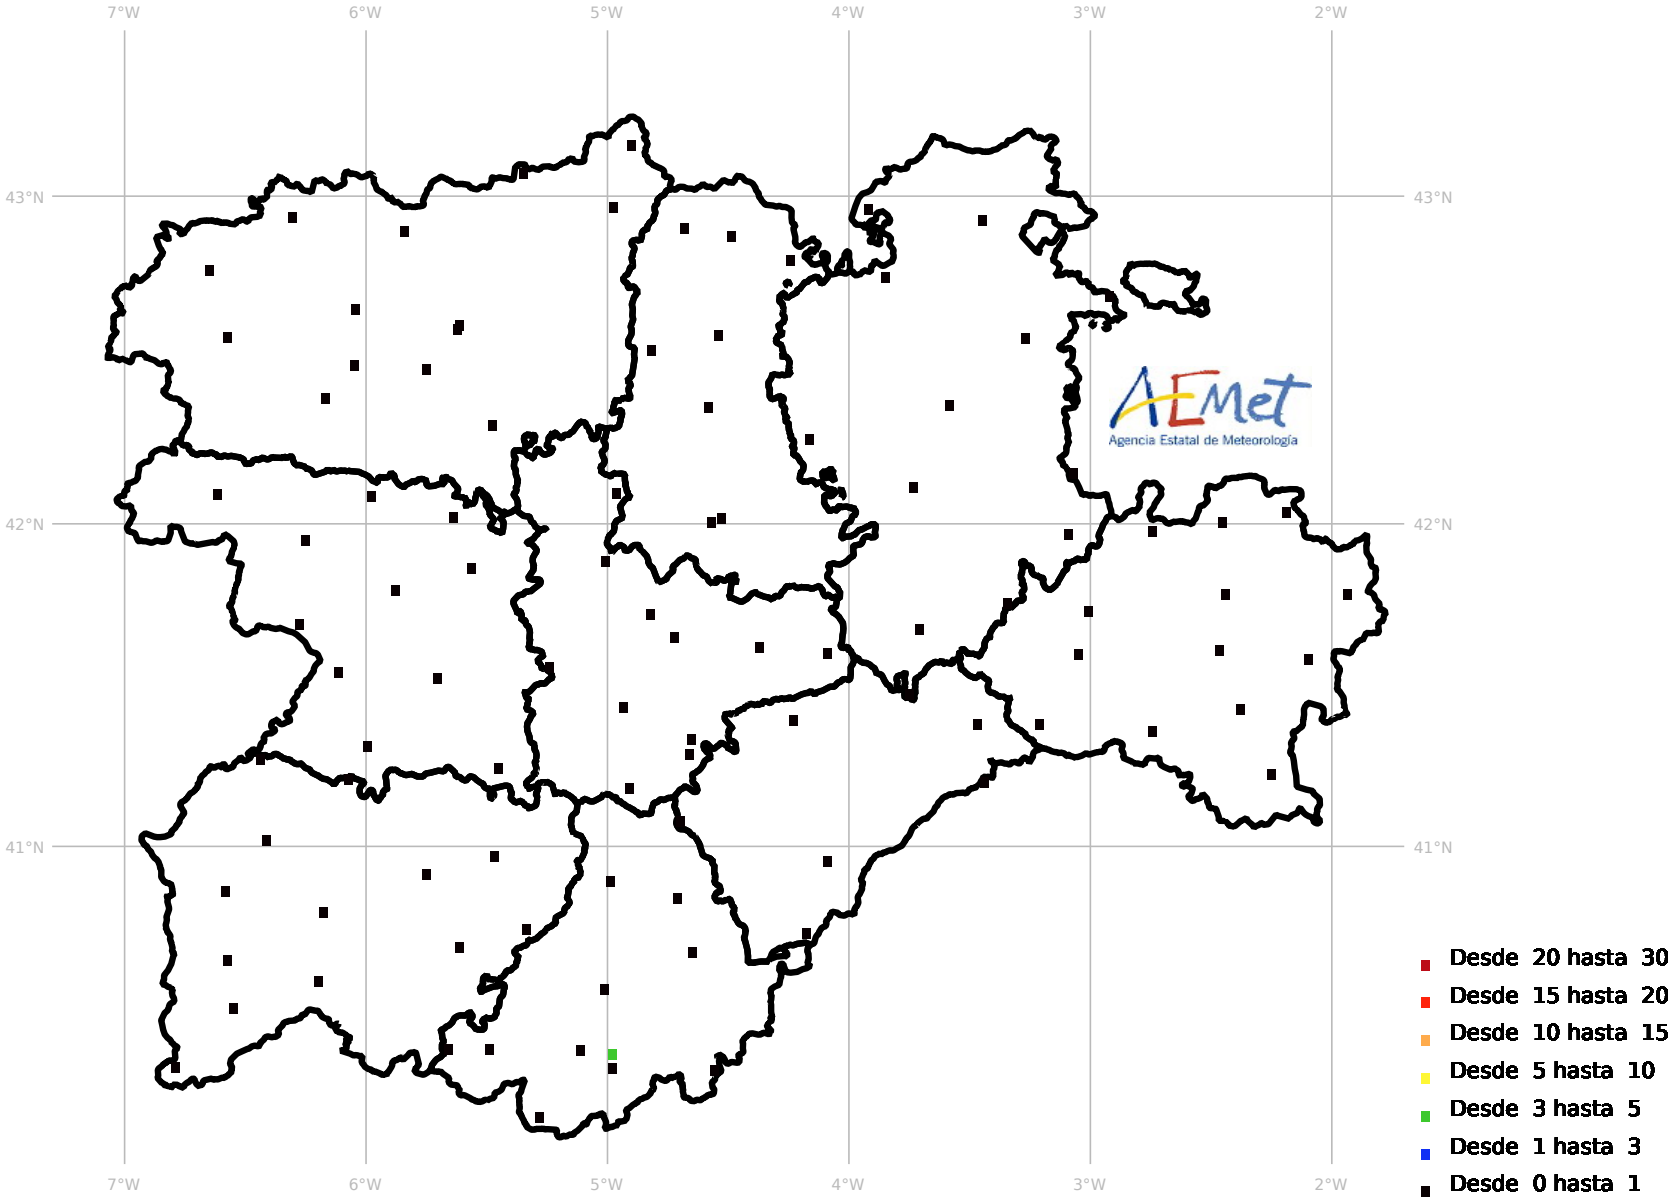 7°W 6°W 5°W 4°W 3°W 2°W
43°N 43°N
AEMet
Agencia Estatal de Meteorología
42°N 42°N
41°N 41°N
Desde 20 hasta 30
Desde 15 hasta 20
Desde 10 hasta 15
Desde 5 hasta 10
Desde 3 hasta 5
Desde 1 hasta 3
Desde 0 hasta 1
7°W 6°W 5°W 4°W 3°W 2°W